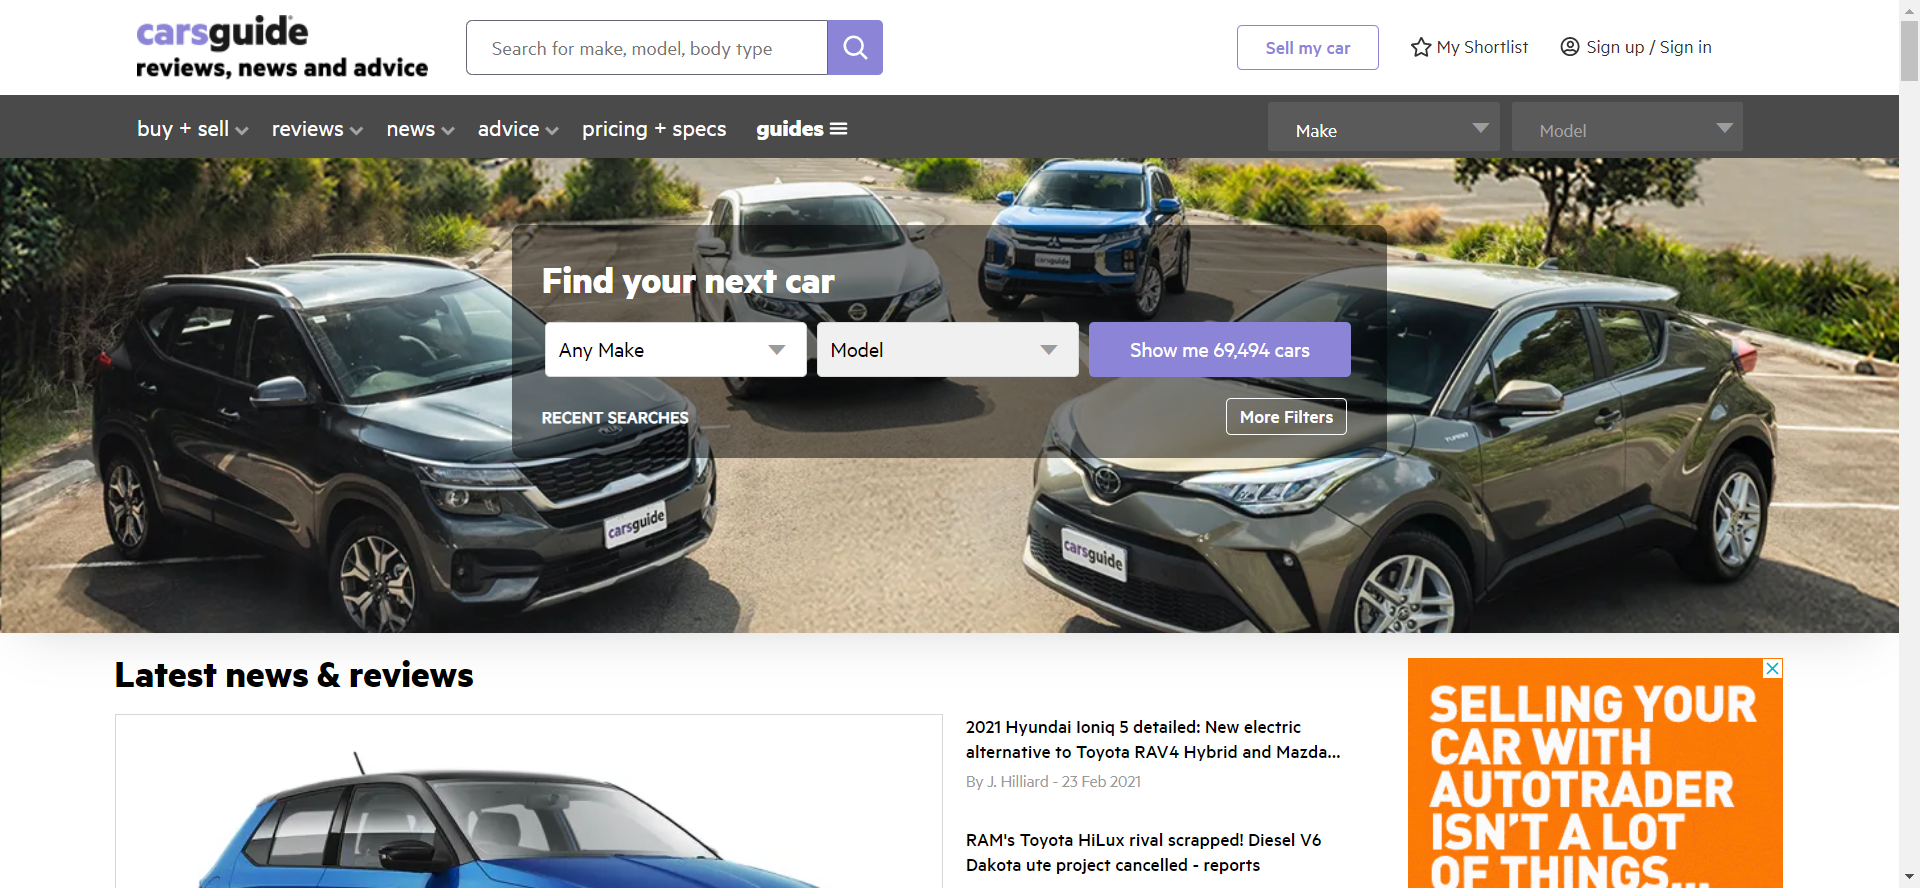 carsguide
reviews, news and advice
Search for make, model, body type
Sell my car
My Shortlist
Sign up / Sign in
buy + sell
reviews
news
advice
pricing + specs
guides
Make
Model
Find your next car
Any Make
Model
Show me 69,494 cars
RECENT SEARCHES
More Filters
carsguide
carsguide
carsguide
Latest news & reviews
2021 Hyundai Ioniq 5 detailed: New electric
alternative to Toyota RAV4 Hybrid and Mazda...
By J. Hilliard - 23 Feb 2021
RAM's Toyota HiLux rival scrapped! Diesel V6
Dakota ute project cancelled - reports
SELLING YOUR
CAR WITH
AUTOTRADER
ISN'T A LOT
OF THINGS...